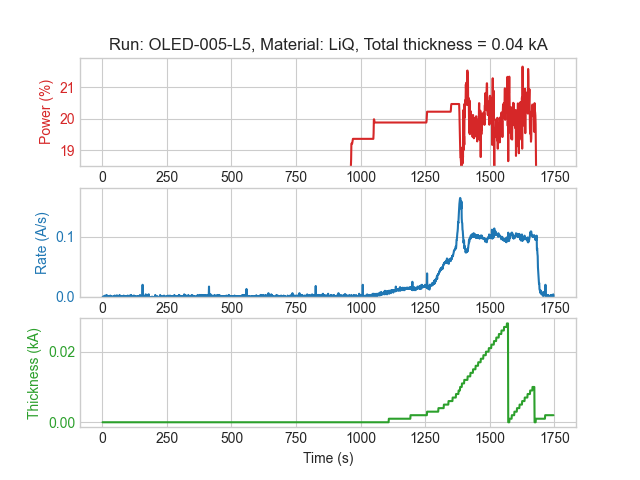 Run: OLED-005-L5, Material: LiQ, Total thickness = 0.04 kA
Power (%)
21
20
19
0 250 500 750 1000 1250 1500 1750
Rate (A/s)
0.1
0.0
0 250 500 750 1000 1250 1500 1750
Thickness (kA)
0.02
0.00
0 250 500 750 1000 1250 1500 1750
Time (s)